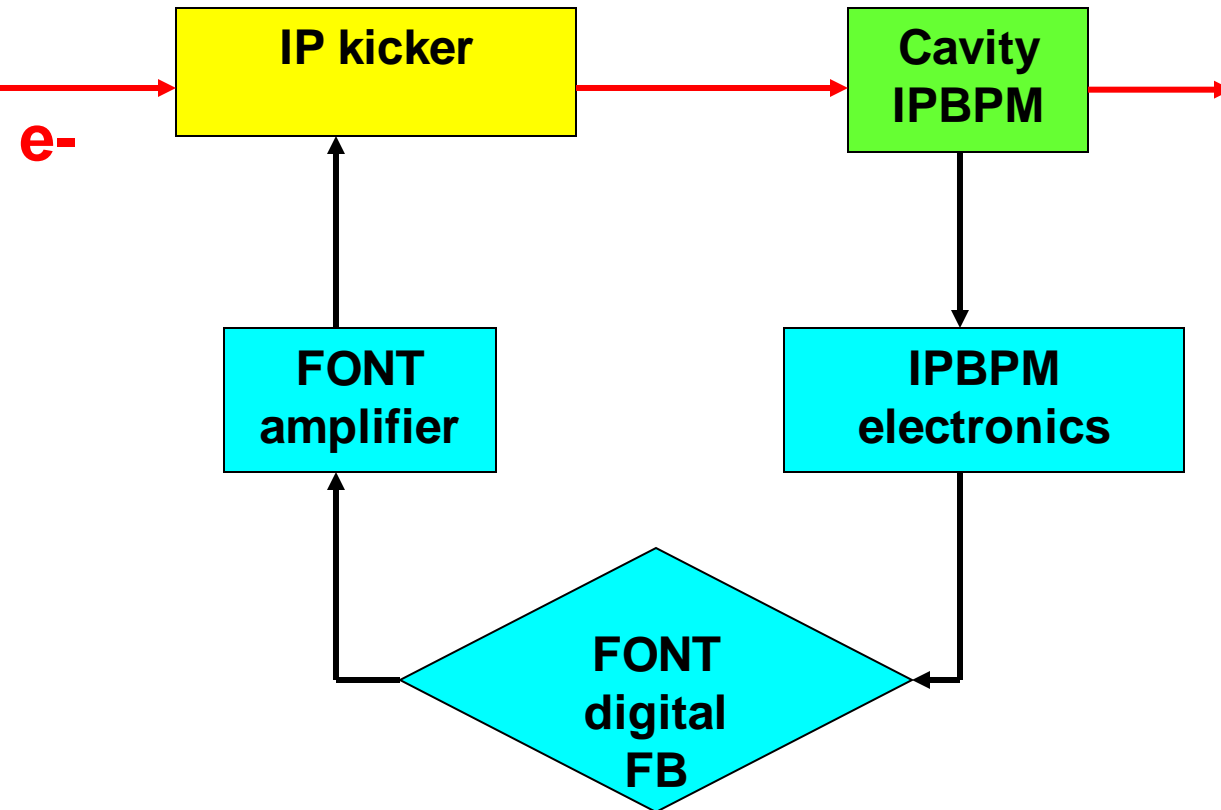 IP kicker
Cavity
IPBPM
e-
FONT
amplifier
IPBPM
electronics
FONT
digital
FB